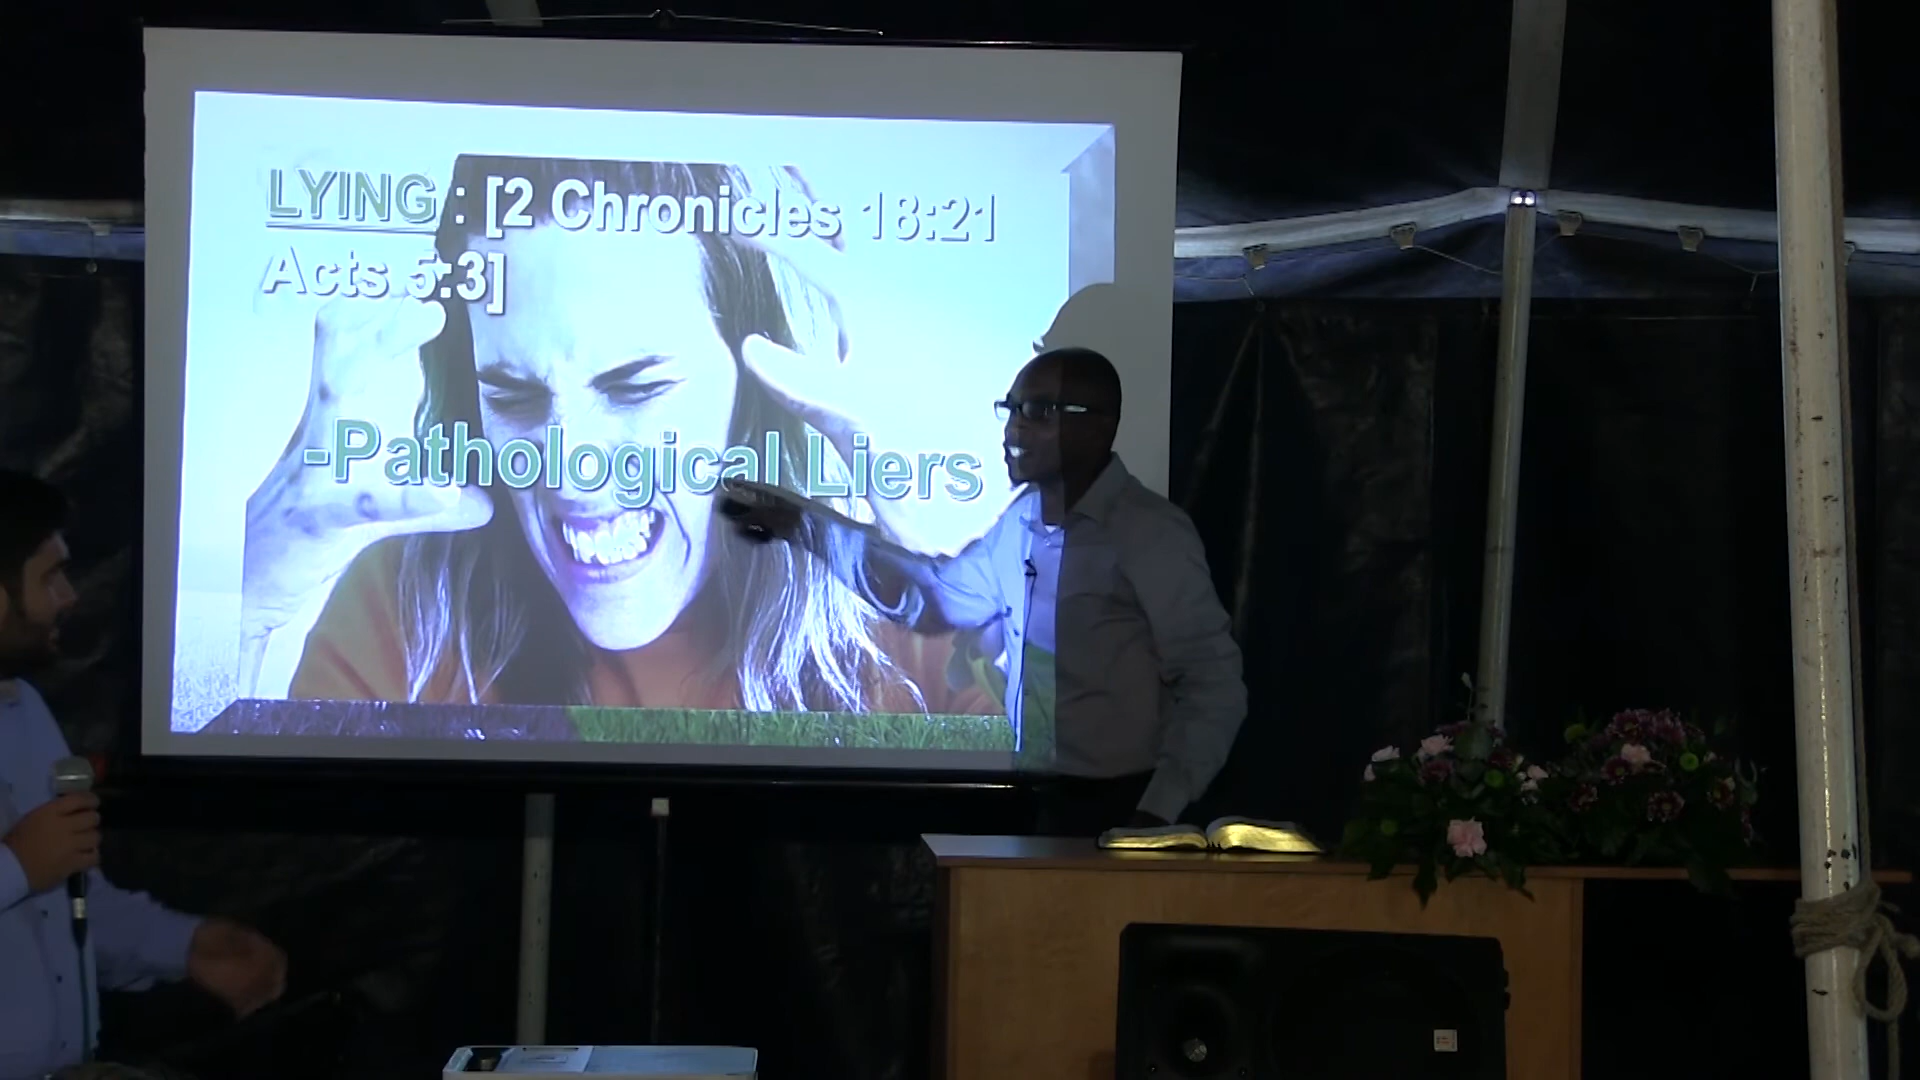 LYING : [2 Chronicles 18:21
Acts 5:3]
-Pathological Liers